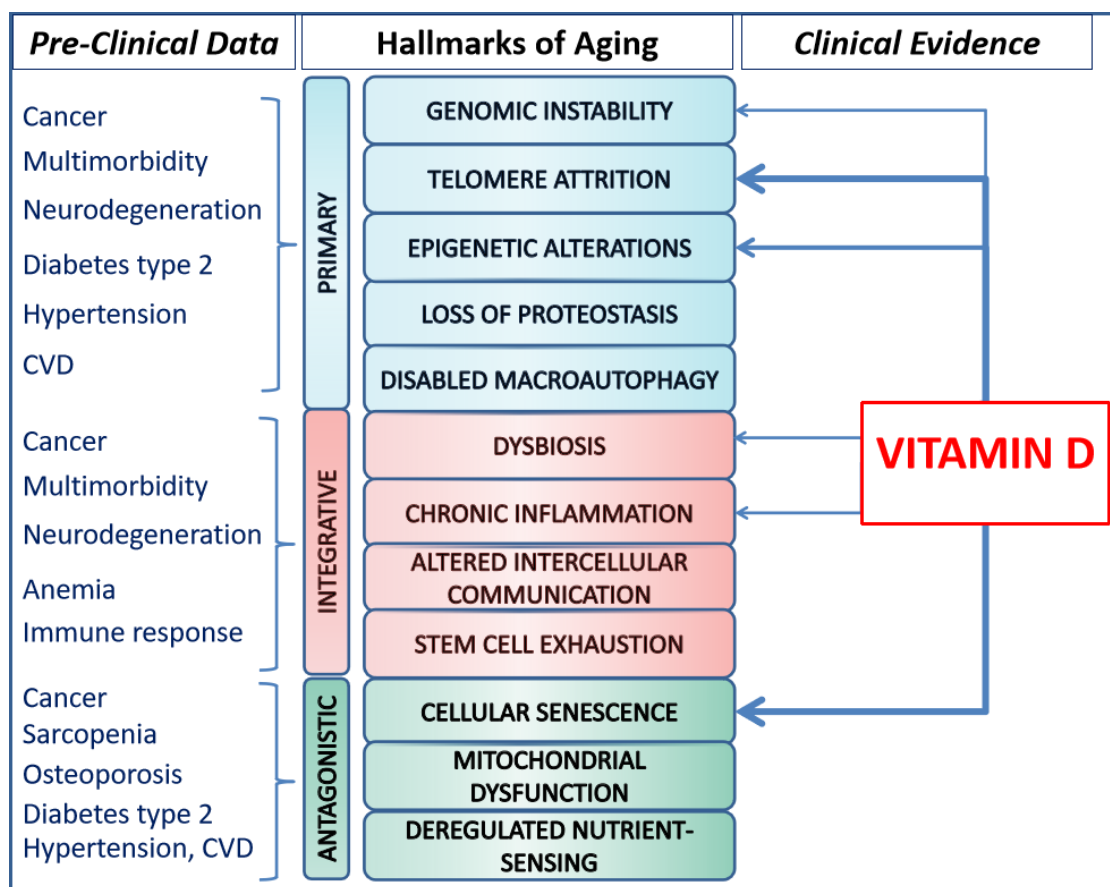 Pre-Clinical Data
Hallmarks of Aging
Clinical Evidence
Cancer
Multimorbidity
Neurodegeneration
Diabetes type 2
Hypertension
CVD
PRIMARY
GENOMIC INSTABILITY
TELOMERE ATTRITION
EPIGENETIC ALTERATIONS
LOSS OF PROTEOSTASIS
DISABLED MACROAUTOPHAGY
Cancer
Multimorbidity
Neurodegeneration
Anemia
Immune response
INTEGRATIVE
DYSBIOSIS
CHRONIC INFLAMMATION
ALTERED INTERCELLULAR
COMMUNICATION
STEM CELL EXHAUSTION
Cancer
Sarcopenia
Osteoporosis
Diabetes type 2
Hypertension, CVD
ANTAGONISTIC
CELLULAR SENESCENCE
MITOCHONDRIAL
DYSFUNCTION
DEREGULATED NUTRIENT-
SENSING
VITAMIN D